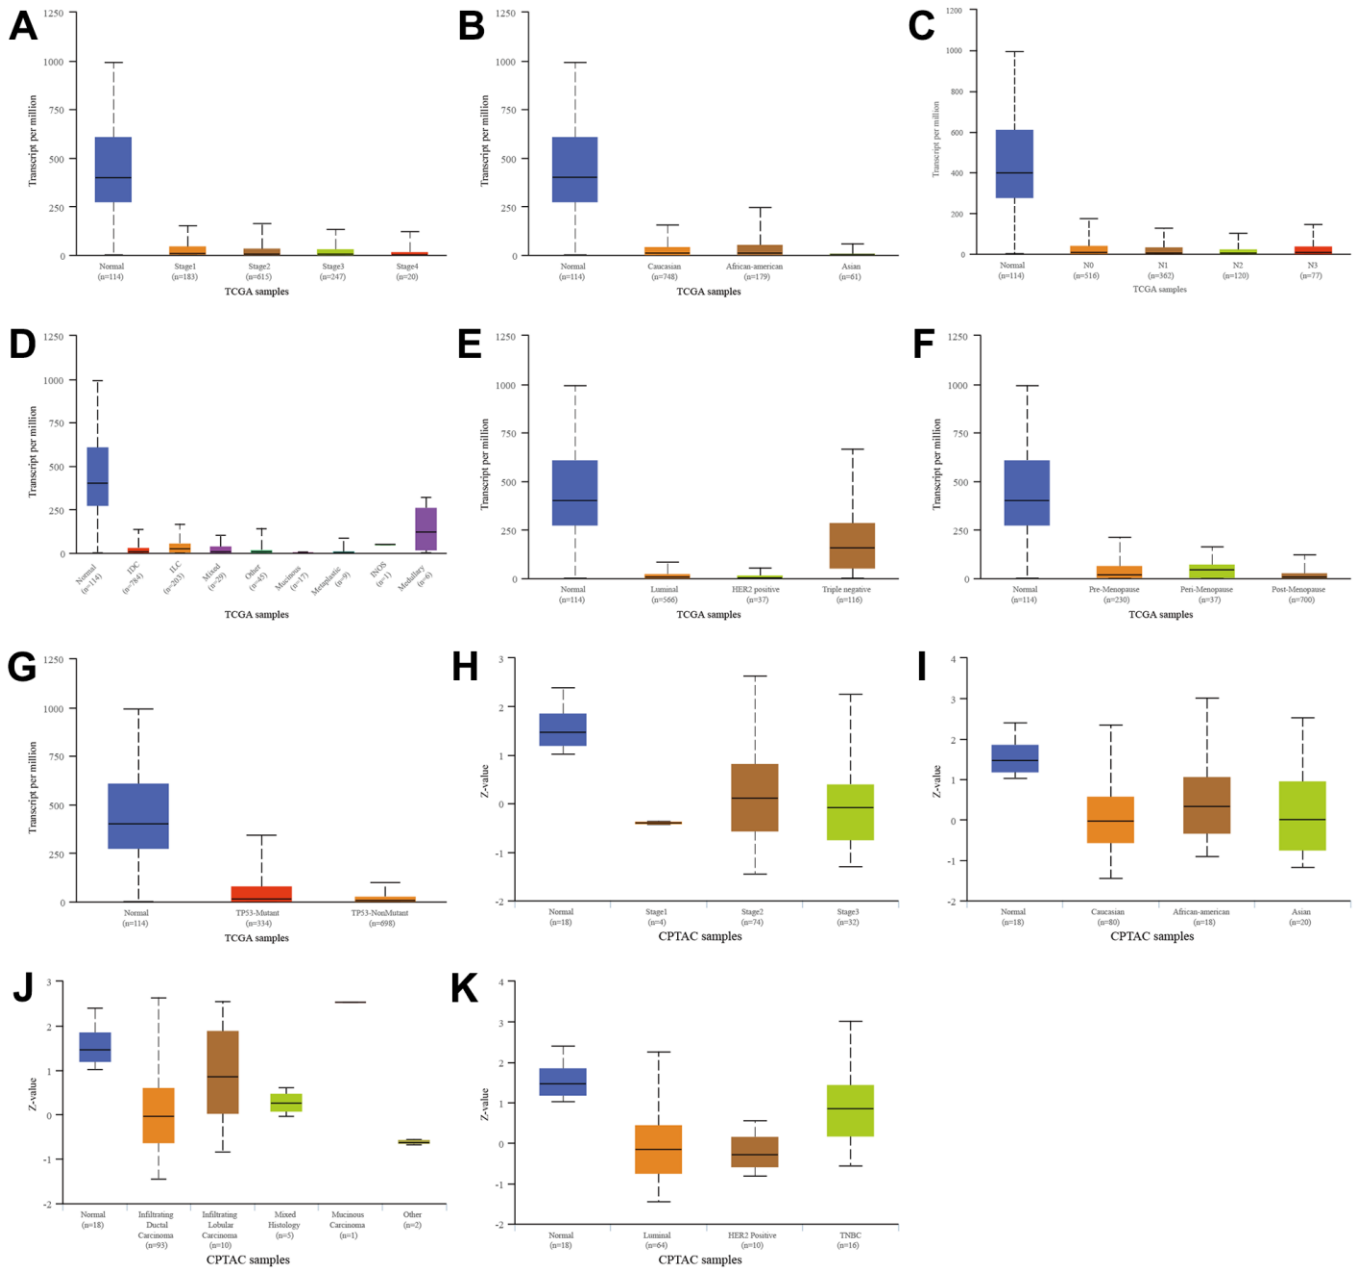 A
Transcript per million
1250
1000
750
500
250
0
Normal
(n=114)
Stage1
(n=183)
Stage2
(n=615)
Stage3
(n=247)
Stage4
(n=20)
TCGA samples
B
Transcript per million
1250
1000
750
500
250
0
Normal
(n=114)
Caucasian
(n=748)
African-american
(n=179)
Asian
(n=61)
TCGA samples
C
Transcript per million
1200
1000
800
600
400
200
0
Normal
(n=114)
N0
(n=516)
N1
(n=362)
N2
(n=120)
N3
(n=77)
TCGA samples
D
Transcript per million
1250
1000
750
500
250
0
Normal
(n=114)
IDC
(n=784)
ILC
(n=203)
Mixed
(n=29)
Other
(n=45)
Mucinous
(n=17)
Metaplastic
(n=9)
INOS
(n=1)
Medullary
(n=6)
TCGA samples
E
Transcript per million
1250
1000
750
500
250
0
Normal
(n=114)
Luminal
(n=566)
HER2 positive
(n=37)
Triple negative
(n=116)
TCGA samples
F
Transcript per million
1250
1000
750
500
250
0
Normal
(n=114)
Pre-Menopause
(n=230)
Peri-Menopause
(n=37)
Post-Menopause
(n=700)
TCGA samples
G
Transcript per million
1250
1000
750
500
250
0
Normal
(n=114)
TP53-Mutant
(n=334)
TP53-NonMutant
(n=698)
TCGA samples
H
Z-value
3
2
1
0
-1
-2
Normal
(n=18)
Stage1
(n=4)
Stage2
(n=74)
Stage3
(n=32)
CPTAC samples
I
Z-value
4
3
2
1
0
-1
-2
Normal
(n=18)
Caucasian
(n=80)
African-american
(n=18)
Asian
(n=20)
CPTAC samples
J
Z-value
3
2
1
0
-1
-2
Normal
(n=18)
Infiltrating
Ductal
Carcinoma
(n=93)
Infiltrating
Lobular
Carcinoma
(n=10)
Mixed
Histology
(n=5)
Mucinous
Carcinoma
(n=1)
Other
(n=2)
CPTAC samples
K
Z-value
4
3
2
1
0
-1
-2
Normal
(n=18)
Luminal
(n=64)
HER2 Positive
(n=10)
TNBC
(n=16)
CPTAC samples